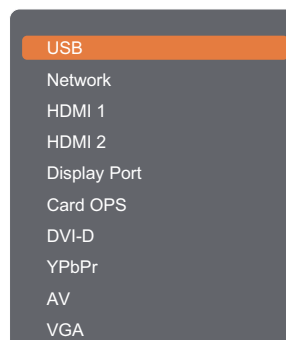 USB
Network
HDMI 1
HDMI 2
Display Port
Card OPS
DVI-D
YPbPr
AV
VGA